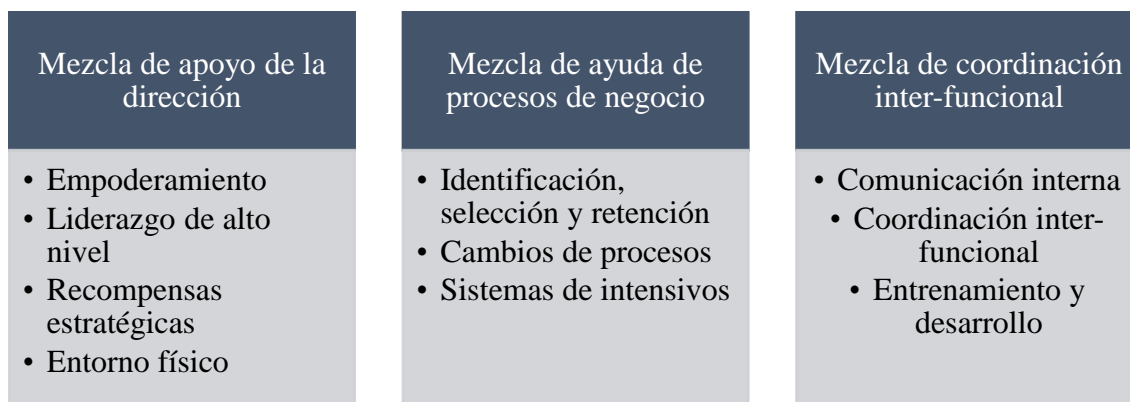 Mezcla de apoyo de la
dirección
• Empoderamiento
• Liderazgo de alto
nivel
• Recompensas
estratégicas
• Entorno físico
Mezcla de ayuda de
procesos de negocio
• Identificación,
selección y retención
• Cambios de procesos
• Sistemas de intensivos
Mezcla de coordinación
inter-funcional
• Comunicación interna
• Coordinación inter-
funcional
• Entrenamiento y
desarrollo